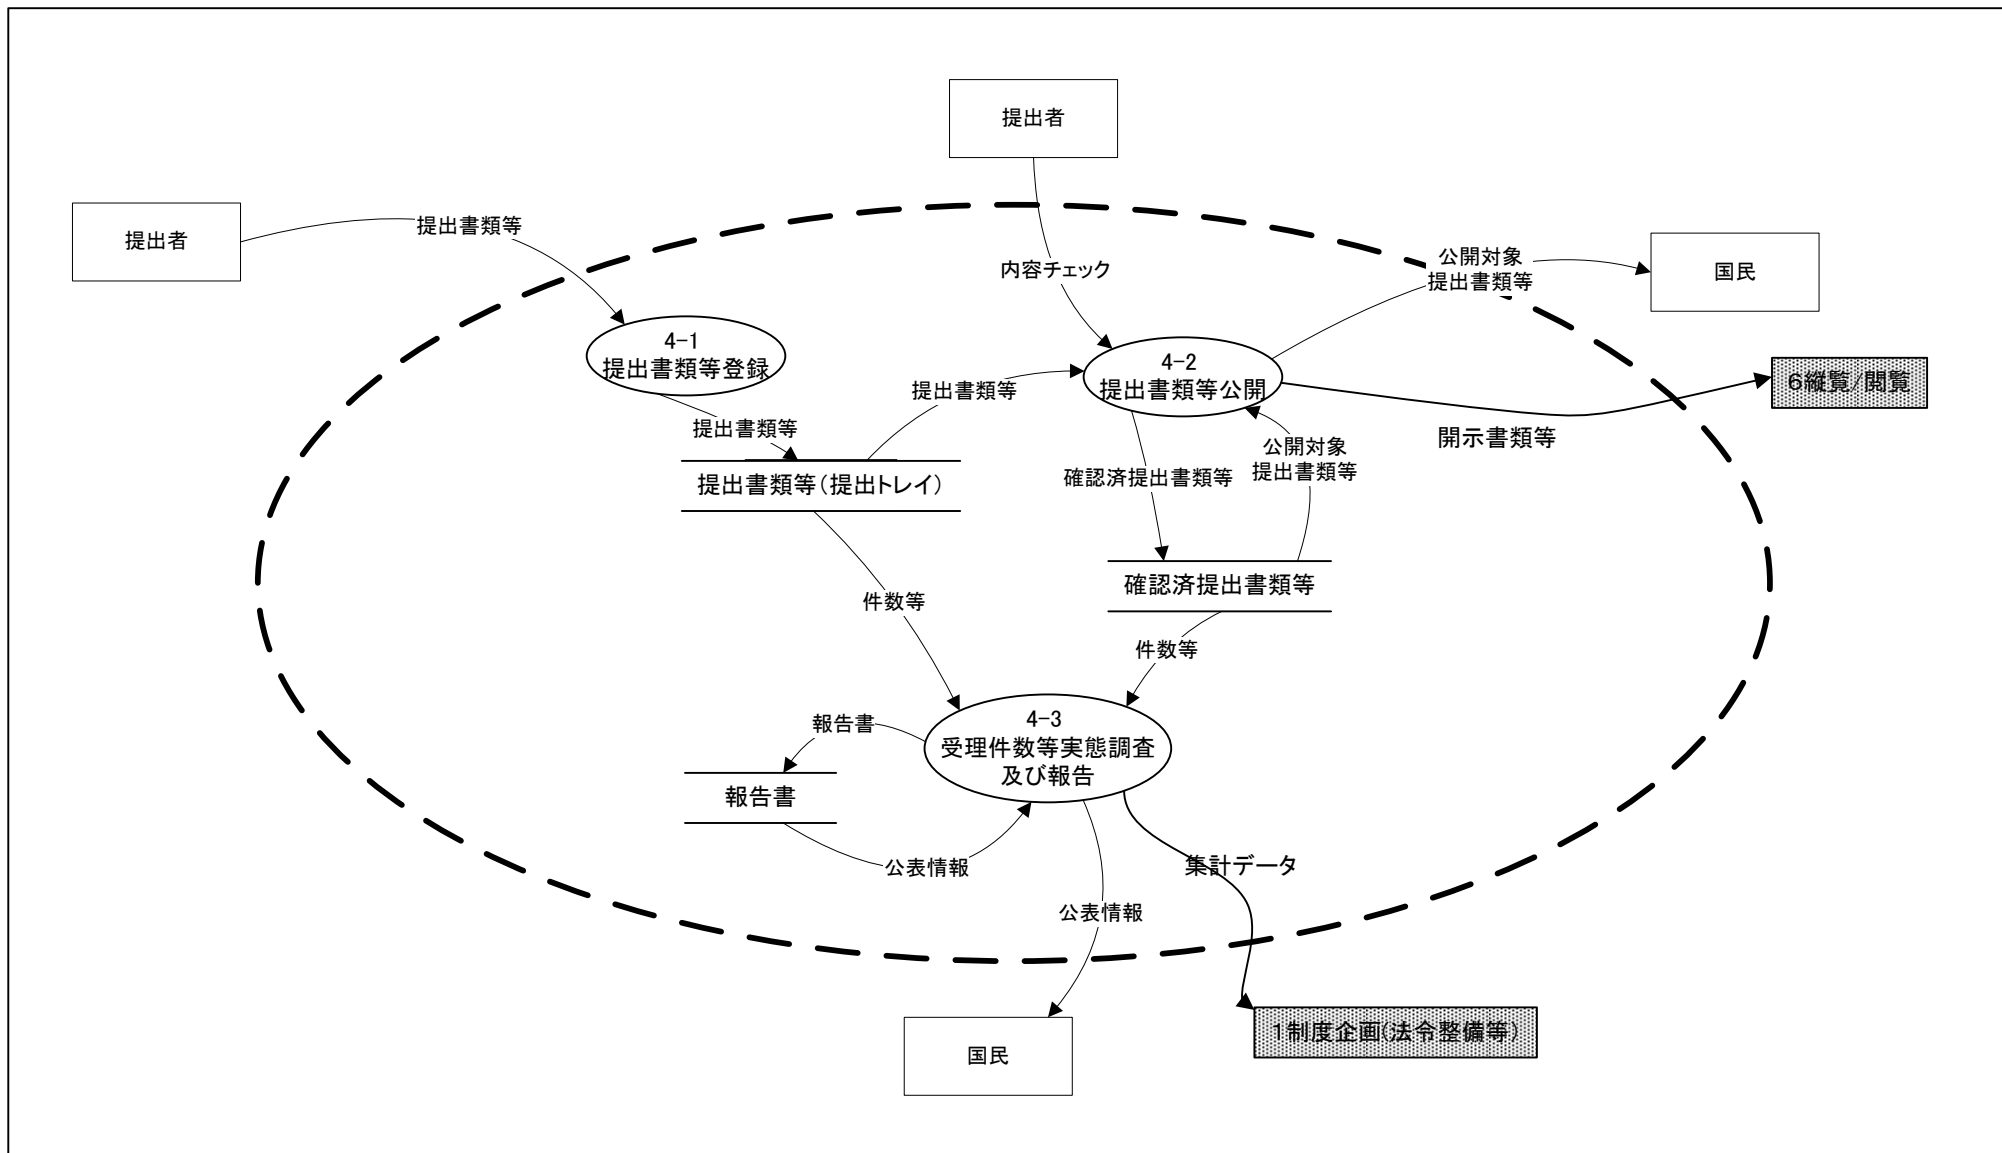 提出者
提出者
提出書類等
国民
公開対象
提出書類等
内容チェック
4-1
提出書類等登録
4-2
提出書類等公開
6縦覧/閲覧
提出書類等
提出書類等
開示書類等
公開対象
提出書類等
確認済提出書類等
提出書類等(提出トレイ)
確認済提出書類等
件数等
件数等
4-3
受理件数等実態調査
及び報告
報告書
報告書
公表情報
集計データ
公表情報
国民
1制度企画(法令整備等)